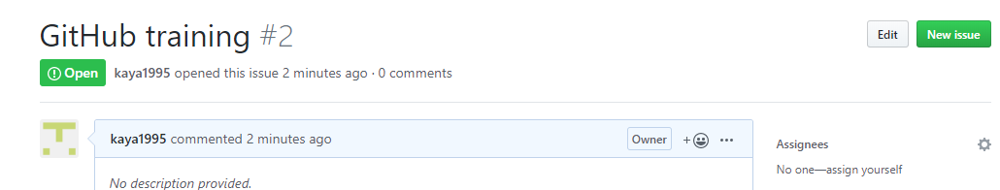 GitHub training #2
Edit
New issue
Open
kaya1995 opened this issue 2 minutes ago · 0 comments
kaya1995 commented 2 minutes ago
Owner
+
Assignees
No one—assign yourself
No description provided.